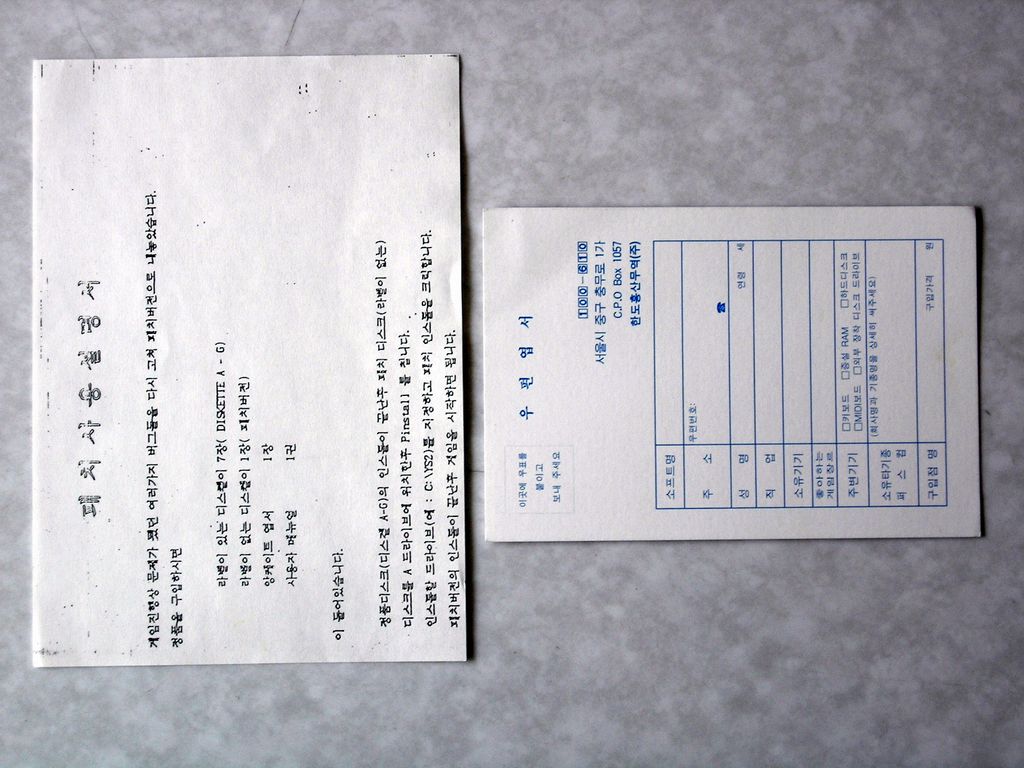 패치사용설명서
게임진행상 문제가 됐던 여러가지 버그들을 다시 고쳐 패치버전으로 내놓았습니다.
정품을 구입하시면
라벨이 있는 디스켙이 7장( DISKETTE A - G)
라벨이 없는 디스켙이 1장( 패치버전)
앙케이트 엽서 1장
사용자 메뉴얼 1권
이 들어있습니다.
정품디스크(디스켙 A-G)의 인스톨이 끝난후 패치 디스크(라벨이 없는)
디스크를 A 드라이브에 위치한후 Pinstall 를 칩니다.
인스톨할 드라이브(예 : C:\YS2)를 지정하고 패치 인스톨을 크릭합니다.
패치버전의 인스톨이 끝난후 게임을 시작하면 됩니다.
우 편 엽 서
이곳에 우표를
붙이고
보내 주세요
100-610
서울시 중구 충무로 1가
C.P.O Box 1057
한도흥산무역(주)
소프트명
주 소 우편번호:
☎
성 명 연령 세
직 업
소유기기
좋아하는
게임장르
주변기기 □키보드 □증설 RAM □하드디스크
□MIDI보드 □외부 장착 디스크 드라이브
소유타기종
퍼 스 컴 (회사명과 기종명을 상세히 써주세요)
구입점 명 구입가격 원